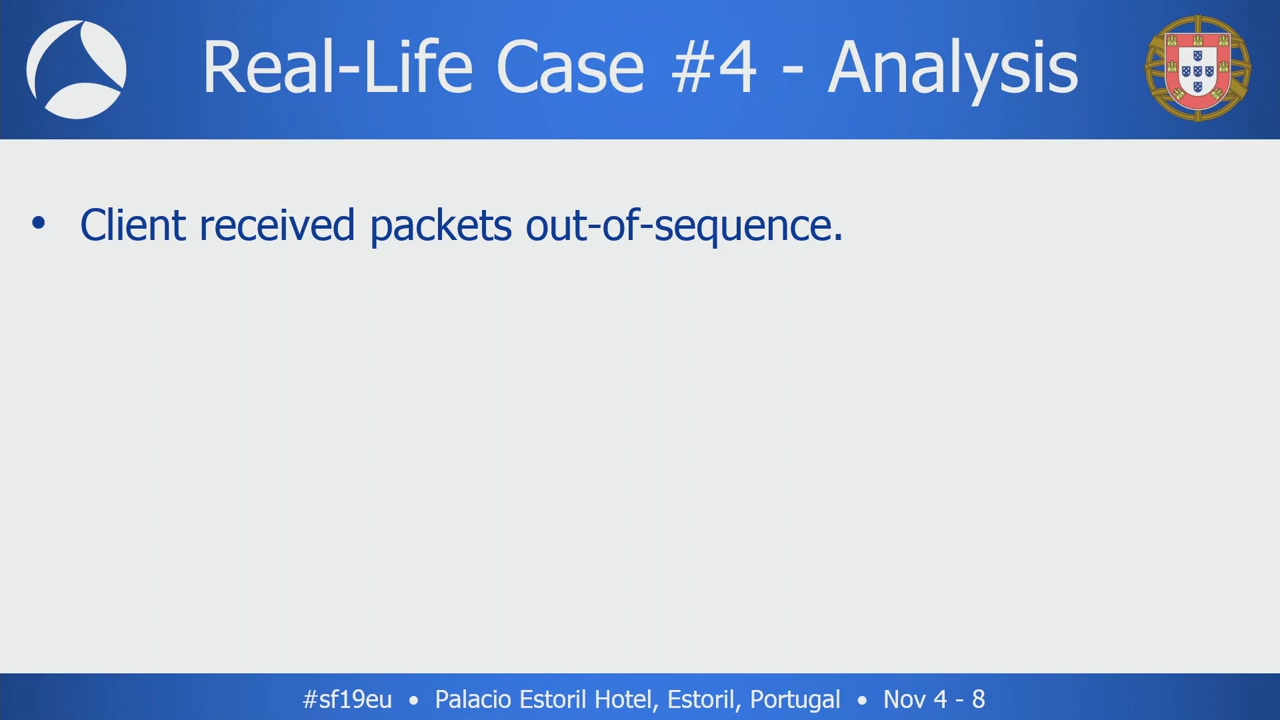 Real-Life Case #4 - Analysis
• Client received packets out-of-sequence.
#sf19eu • Palacio Estoril Hotel, Estoril, Portugal • Nov 4 - 8